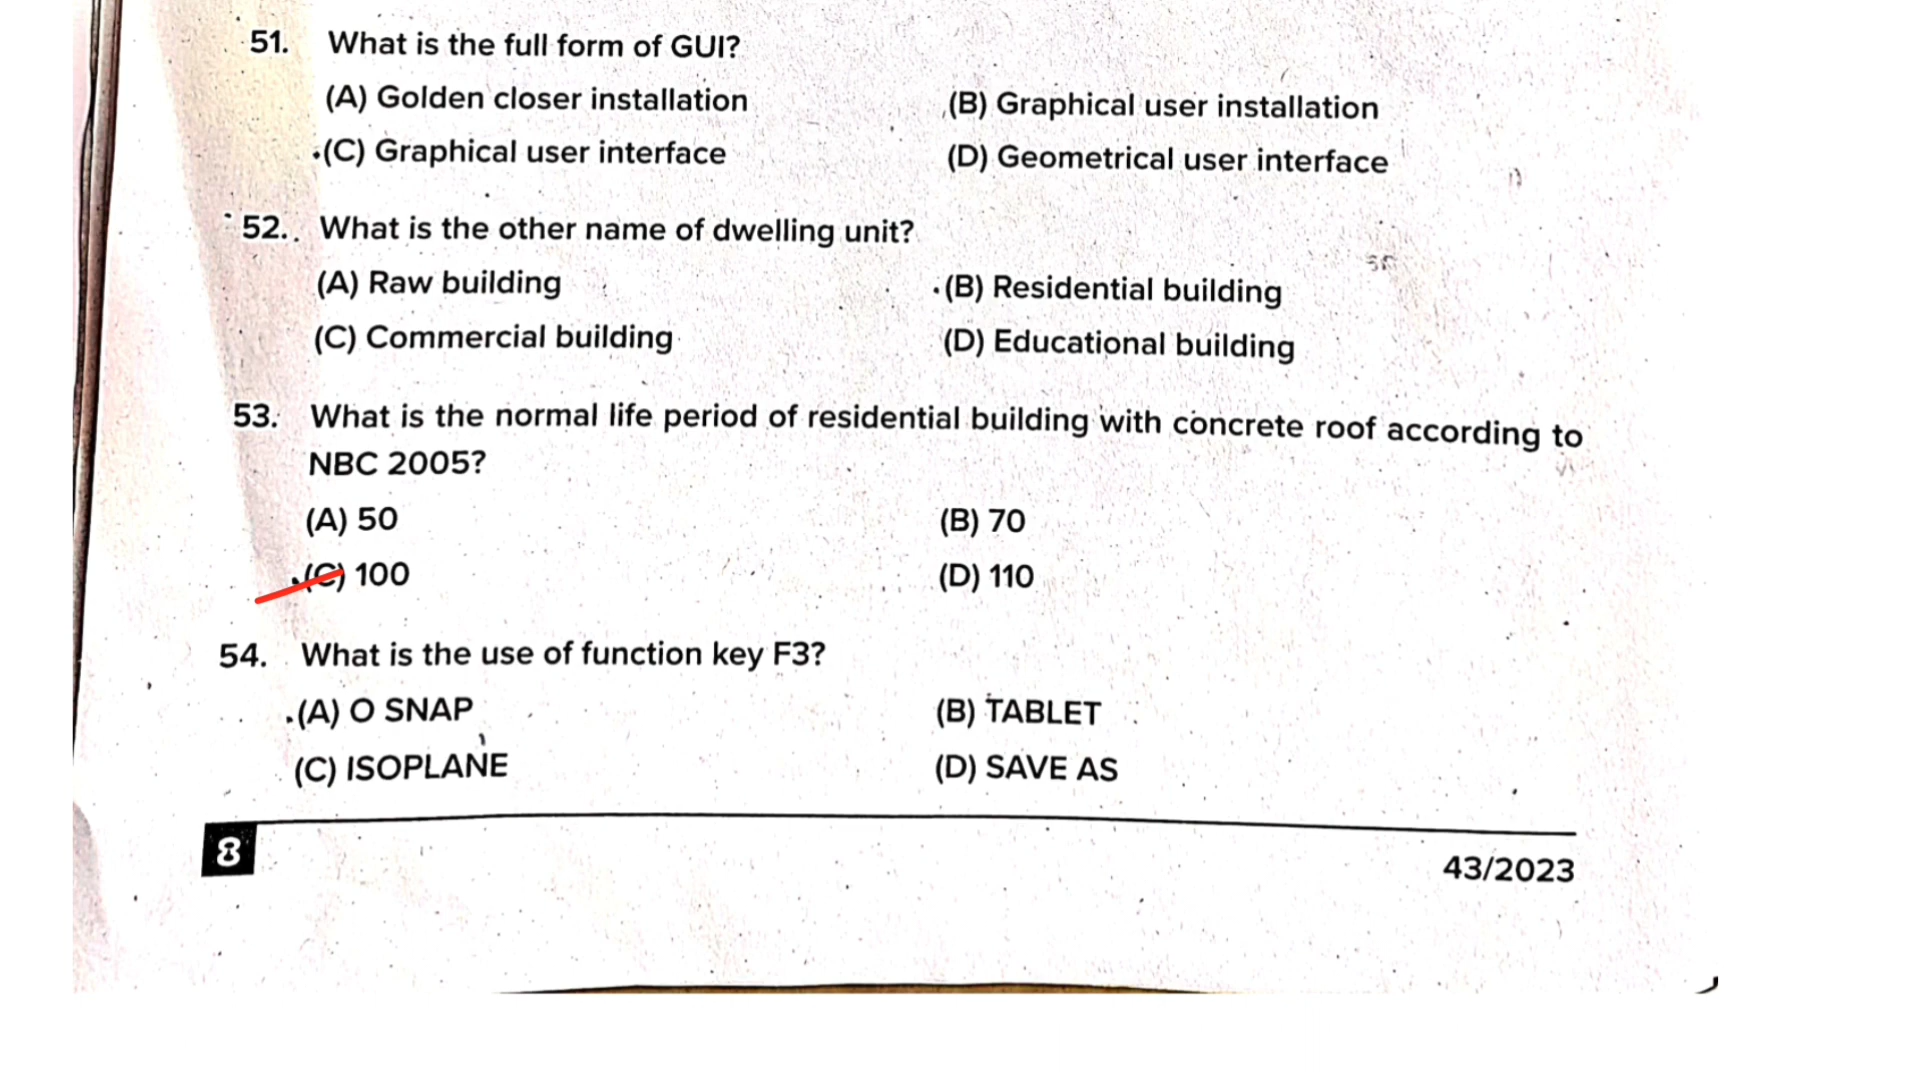 51. What is the full form of GUI?
(A) Golden closer installation (B) Graphical user installation
(C) Graphical user interface (D) Geometrical user interface
52. What is the other name of dwelling unit?
(A) Raw building (B) Residential building
(C) Commercial building (D) Educational building
53. What is the normal life period of residential building with concrete roof according to
NBC 2005?
(A) 50 (B) 70
(C) 100 (D) 110
54. What is the use of function key F3?
(A) O SNAP (B) TABLET
(C) ISOPLANE (D) SAVE AS
8
43/2023